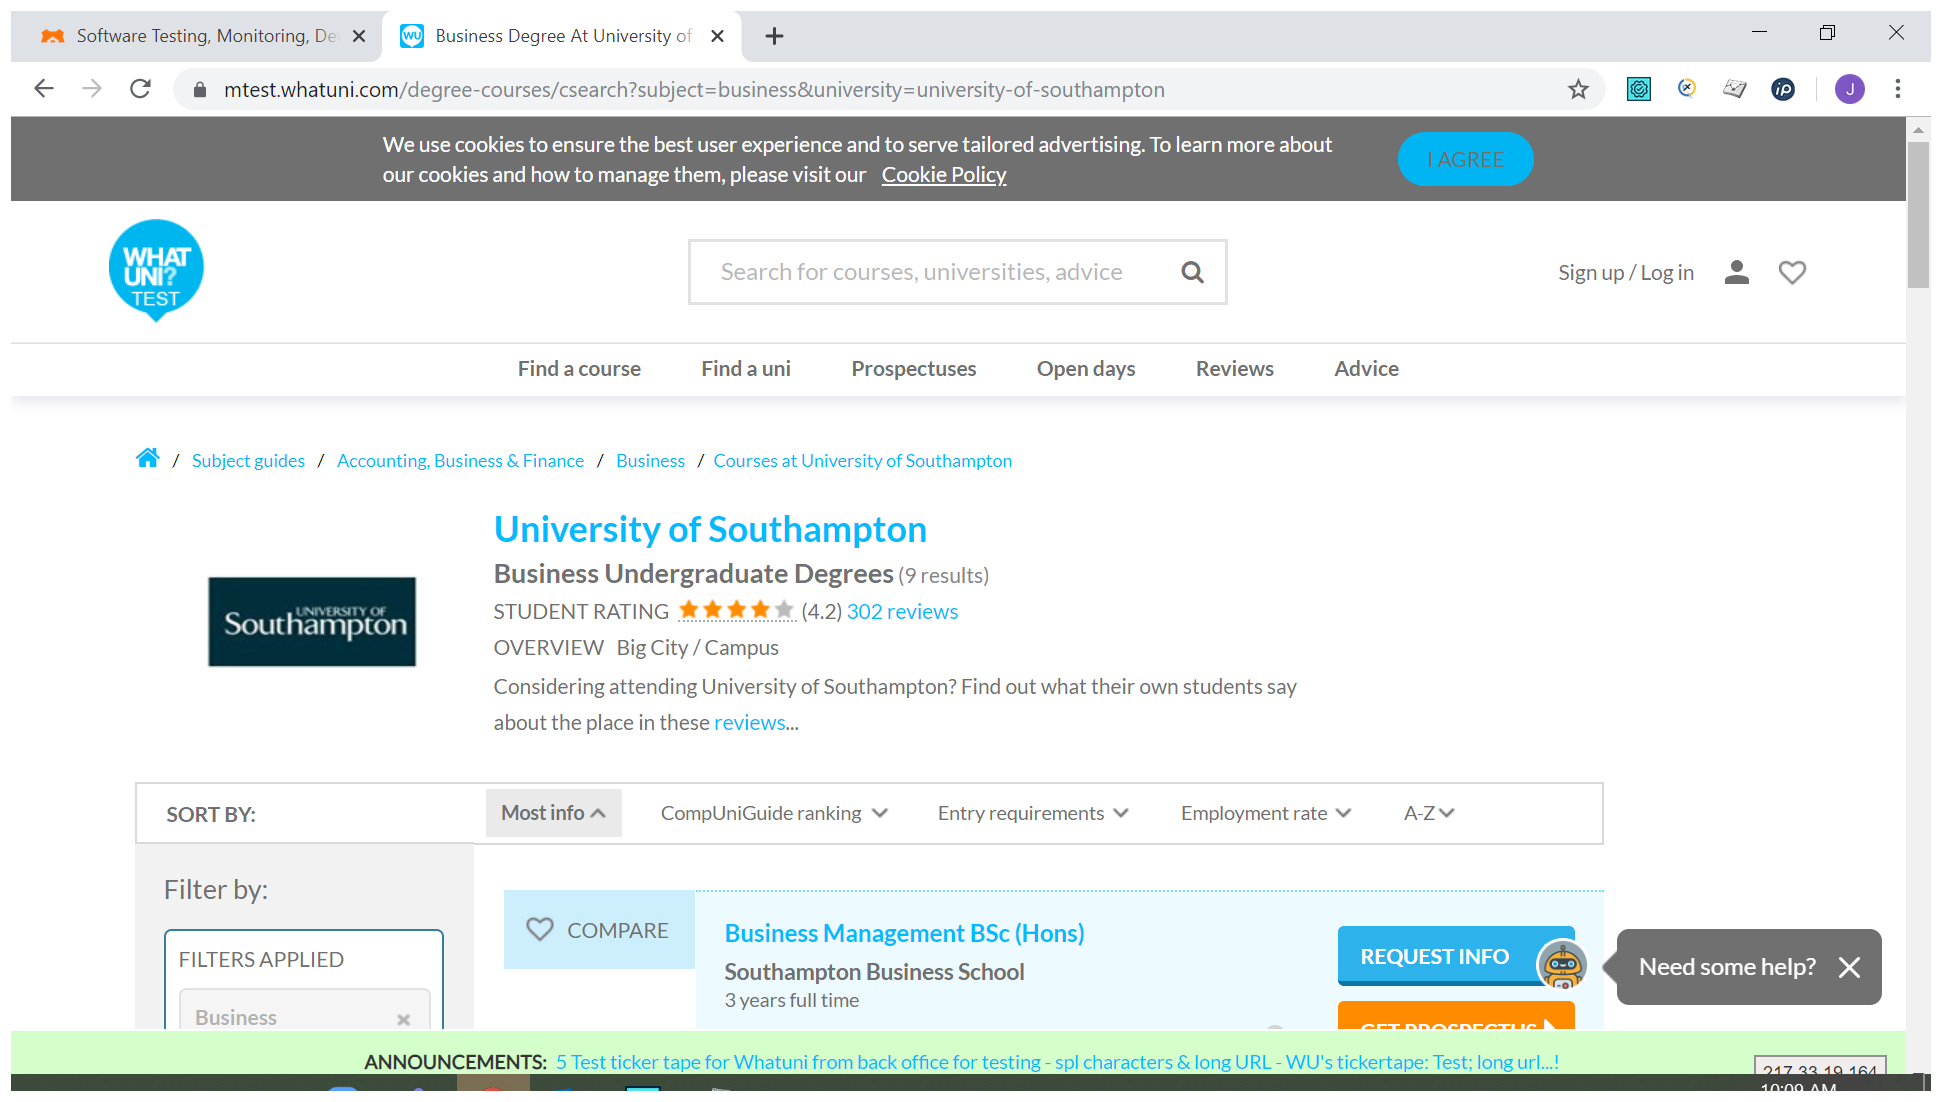 Software Testing, Monitoring, De
Business Degree At University of
mtest.whatuni.com/degree-courses/csearch?subject=business&university=university-of-southampton
J
We use cookies to ensure the best user experience and to serve tailored advertising. To learn more about
our cookies and how to manage them, please visit our Cookie Policy
I AGREE
WHAT
UNI?
TEST
Search for courses, universities, advice
Sign up / Log in
Find a course Find a uni Prospectuses Open days Reviews Advice
/ Subject guides / Accounting, Business & Finance / Business / Courses at University of Southampton
UNIVERSITY OF
Southampton
University of Southampton
Business Undergraduate Degrees (9 results)
STUDENT RATING (4.2) 302 reviews
OVERVIEW Big City / Campus
Considering attending University of Southampton? Find out what their own students say
about the place in these reviews...
SORT BY: Most info CompUniGuide ranking Entry requirements Employment rate A-Z
Filter by:
FILTERS APPLIED
Business
COMPARE
Business Management BSc (Hons)
Southampton Business School
3 years full time
REQUEST INFO
GET PROSPECTUS
Need some help?
ANNOUNCEMENTS: 5 Test ticker tape for Whatuni from back office for testing - spl characters & long URL - WU's tickertape: Test; long url...!
217.33.19.164
10:09 AM